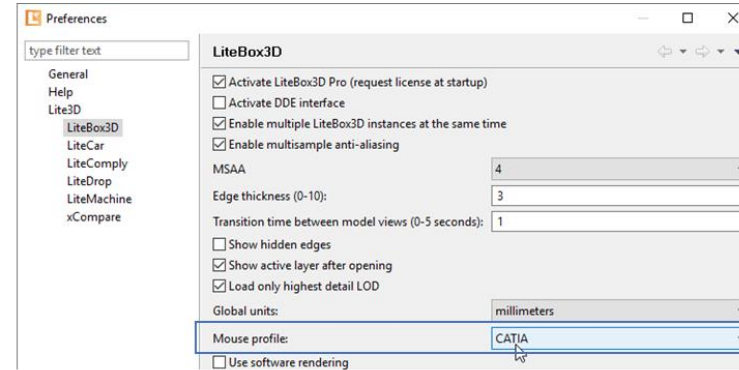 Preferences
type filter text
LiteBox3D
General
Help
Lite3D
LiteBox3D
LiteCar
LiteComply
LiteDrop
LiteMachine
xCompare
Activate LiteBox3D Pro (request license at startup)
Activate DDE interface
Enable multiple LiteBox3D instances at the same time
Enable multisample anti-aliasing
MSAA 4
Edge thickness (0-10): 3
Transition time between model views (0-5 seconds): 1
Show hidden edges
Show active layer after opening
Load only highest detail LOD
Global units: millimeters
Mouse profile: CATIA
Use software rendering